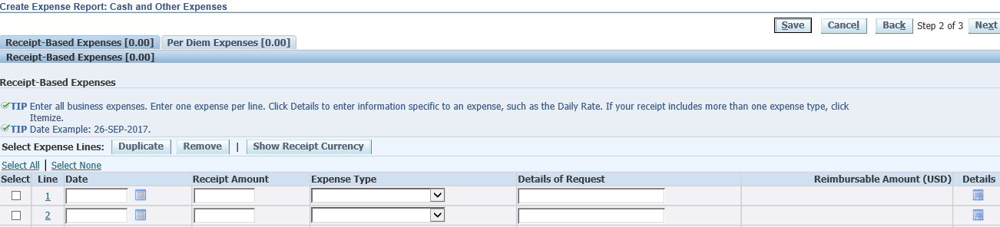 Create Expense Report: Cash and Other Expenses
Save Cancel Back Step 2 of 3 Next
Receipt-Based Expenses [0.00] Per Diem Expenses [0.00]
Receipt-Based Expenses [0.00]
Receipt-Based Expenses
TIP Enter all business expenses. Enter one expense per line. Click Details to enter information specific to an expense, such as the Daily Rate. If your receipt includes more than one expense type, click
Itemize.
TIP Date Example: 26-SEP-2017.
Select Expense Lines: Duplicate Remove | Show Receipt Currency
Select All | Select None
Select Line Date Receipt Amount Expense Type Details of Request Reimbursable Amount (USD) Details
1
2